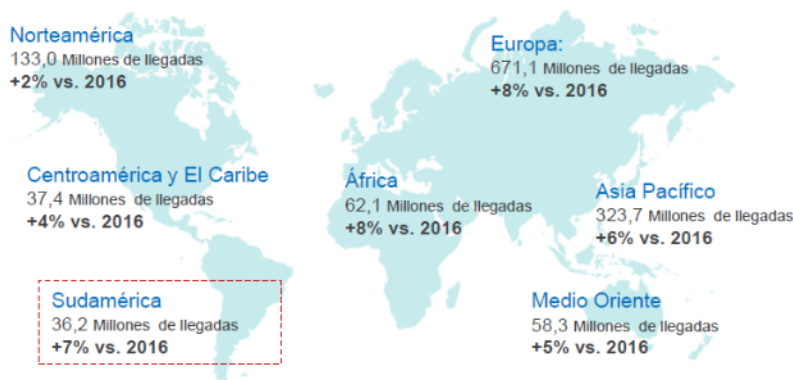 Norteamérica
133,0 Millones de llegadas
+2% vs. 2016
Europa:
671,1 Millones de llegadas
+8% vs. 2016
Centroamérica y El Caribe
37,4 Millones de llegadas
+4% vs. 2016
África
62,1 Millones de llegadas
+8% vs. 2016
Asia Pacífico
323,7 Millones de llegadas
+6% vs. 2016
Sudamérica
36,2 Millones de llegadas
+7% vs. 2016
Medio Oriente
58,3 Millones de llegadas
+5% vs. 2016